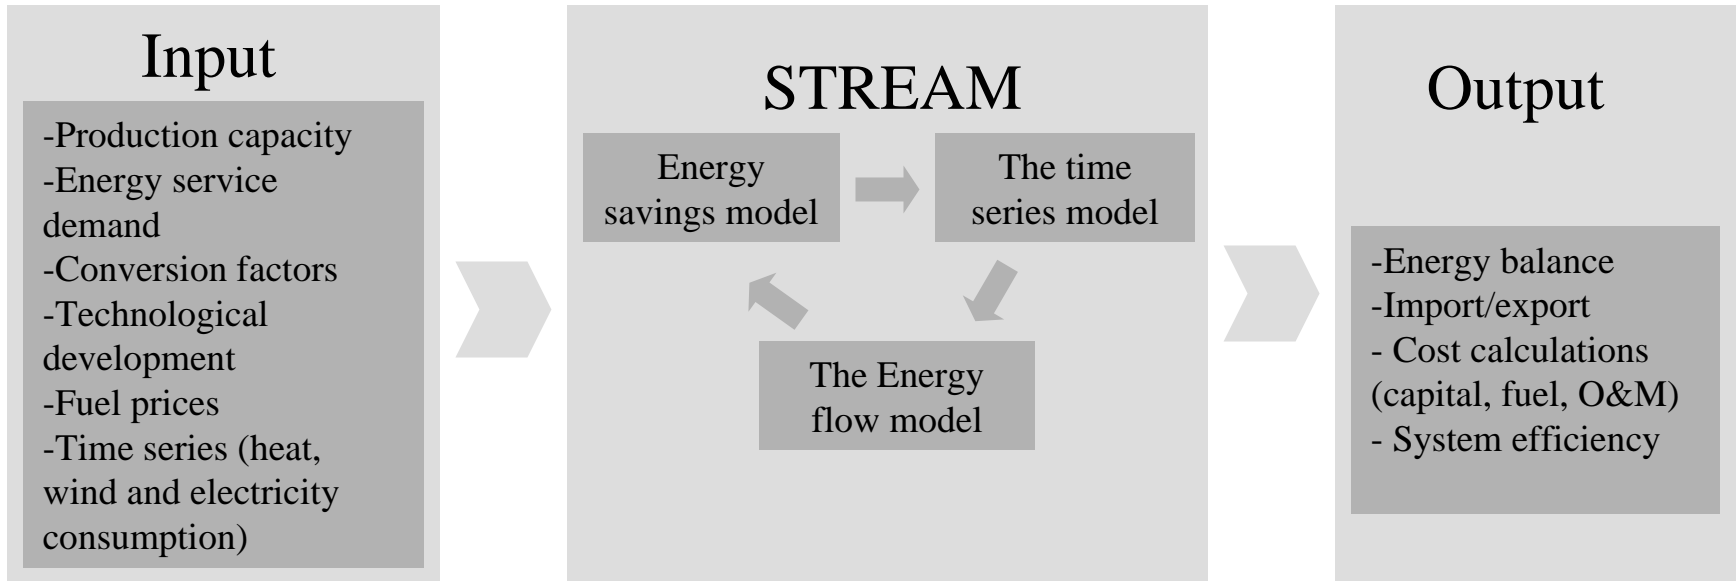 Input
-Production capacity
-Energy service
demand
-Conversion factors
-Technological
development
-Fuel prices
-Time series (heat,
wind and electricity
consumption)
STREAM
Energy
savings model
The time
series model
The Energy
flow model
Output
-Energy balance
-Import/export
- Cost calculations
(capital, fuel, O&M)
- System efficiency